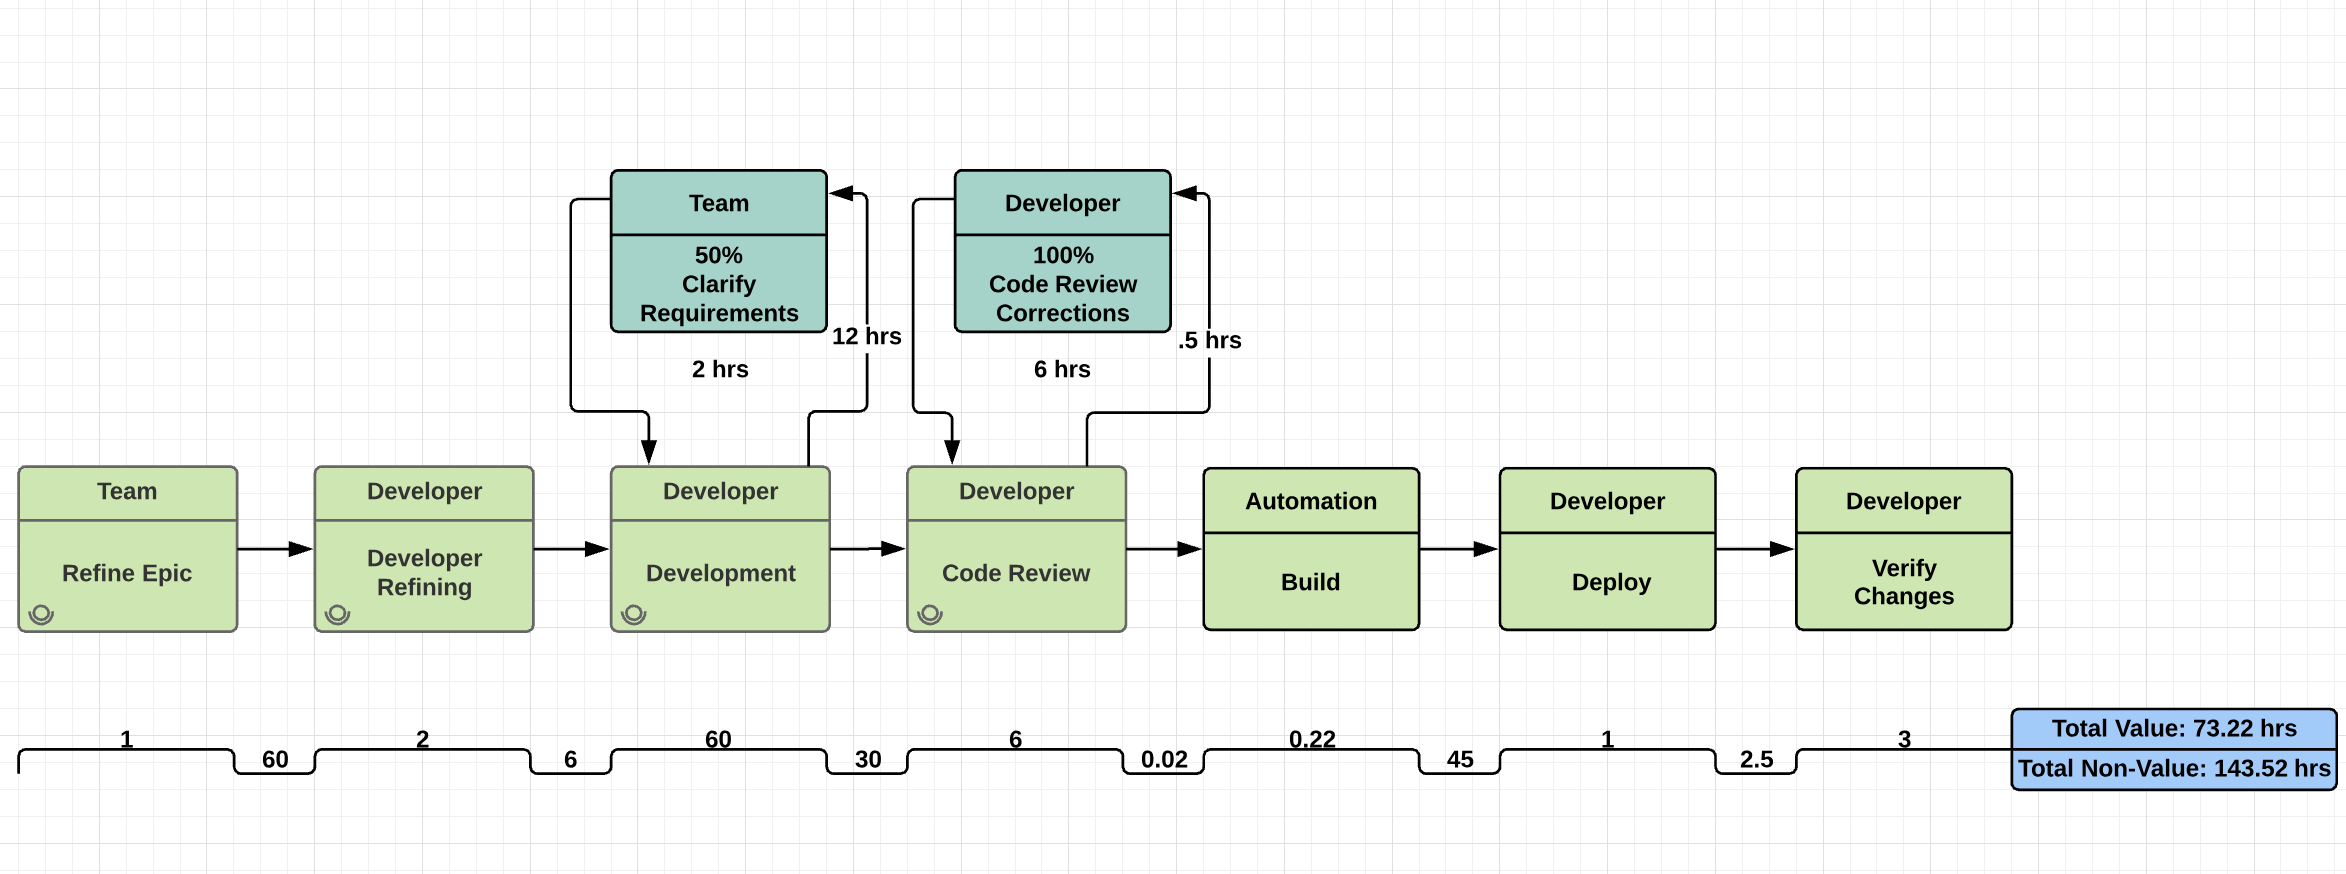 Team
50%
Clarify
Requirements
12 hrs
2 hrs
Developer
100%
Code Review
Corrections
.5 hrs
6 hrs
Team
Refine Epic
Developer
Developer
Refining
Developer
Development
Developer
Code Review
Automation
Build
Developer
Deploy
Developer
Verify
Changes
1
60
2
6
60
30
6
0.02
0.22
45
1
2.5
3
Total Value: 73.22 hrs
Total Non-Value: 143.52 hrs